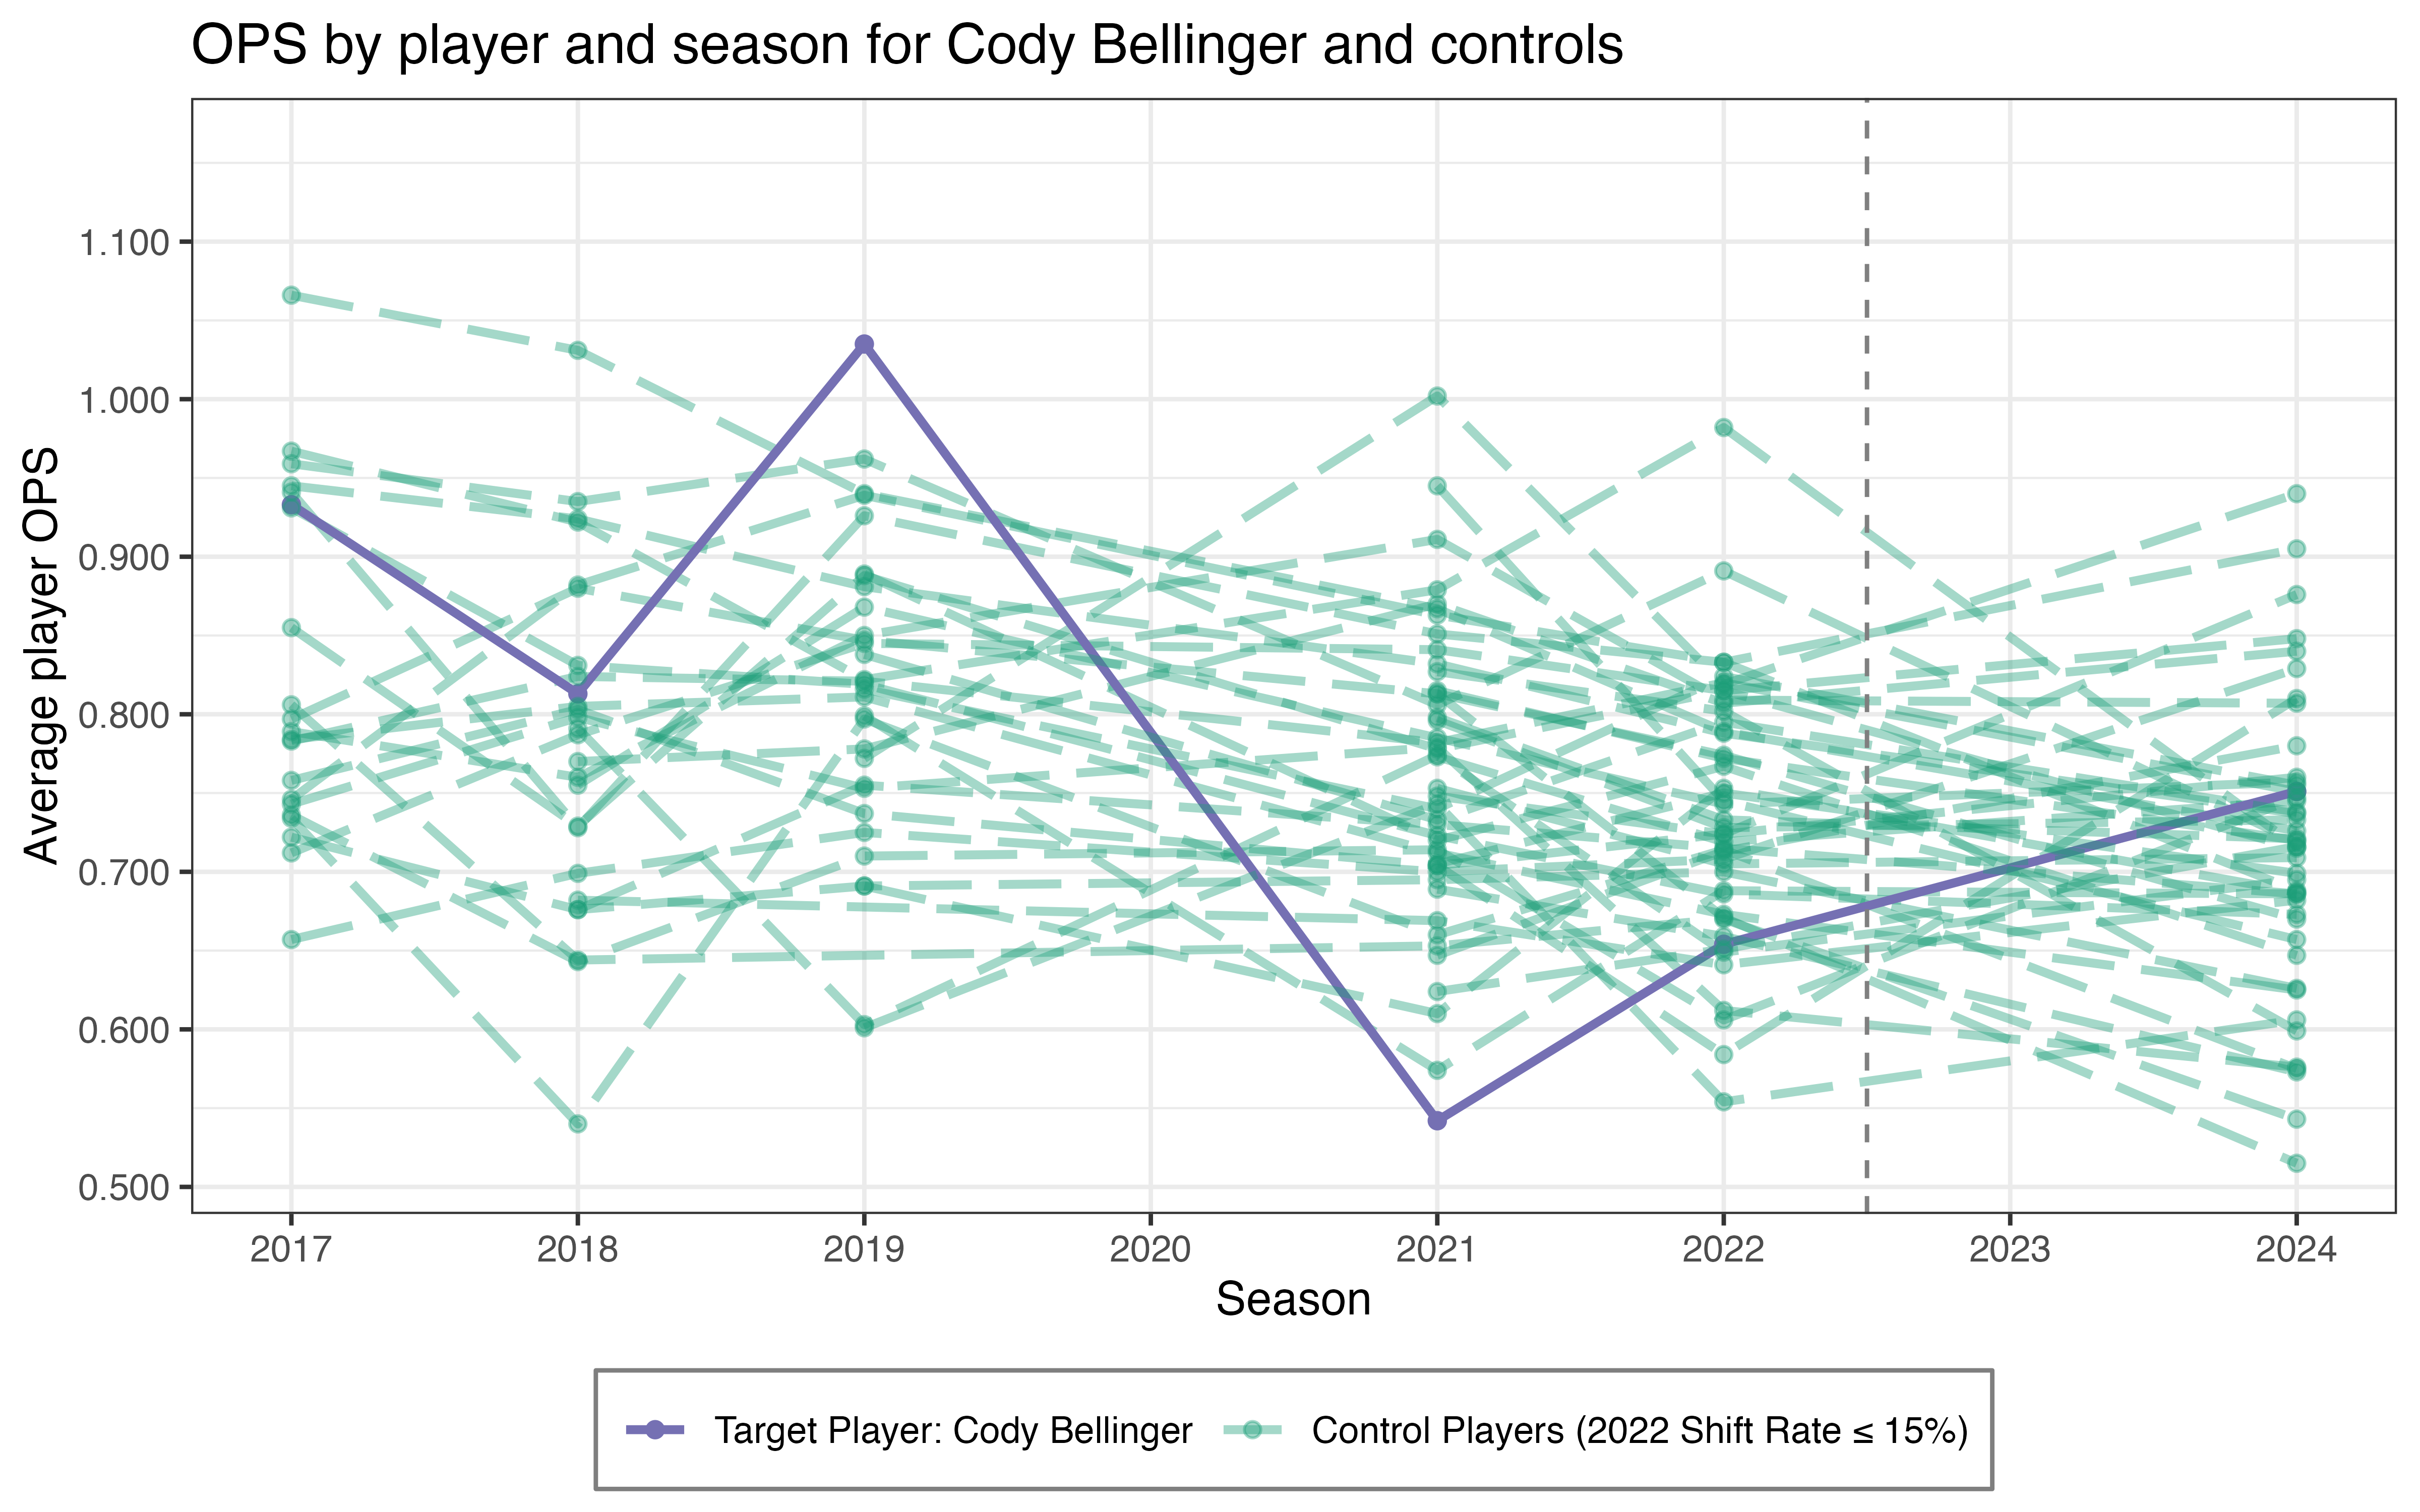 OPS by player and season for Cody Bellinger and controls
Average player OPS
1.100
1.000
0.900
0.800
0.700
0.600
0.500
2017 2018 2019 2020 2021 2022 2023 2024
Season
Target Player: Cody Bellinger Control Players (2022 Shift Rate ≤ 15%)